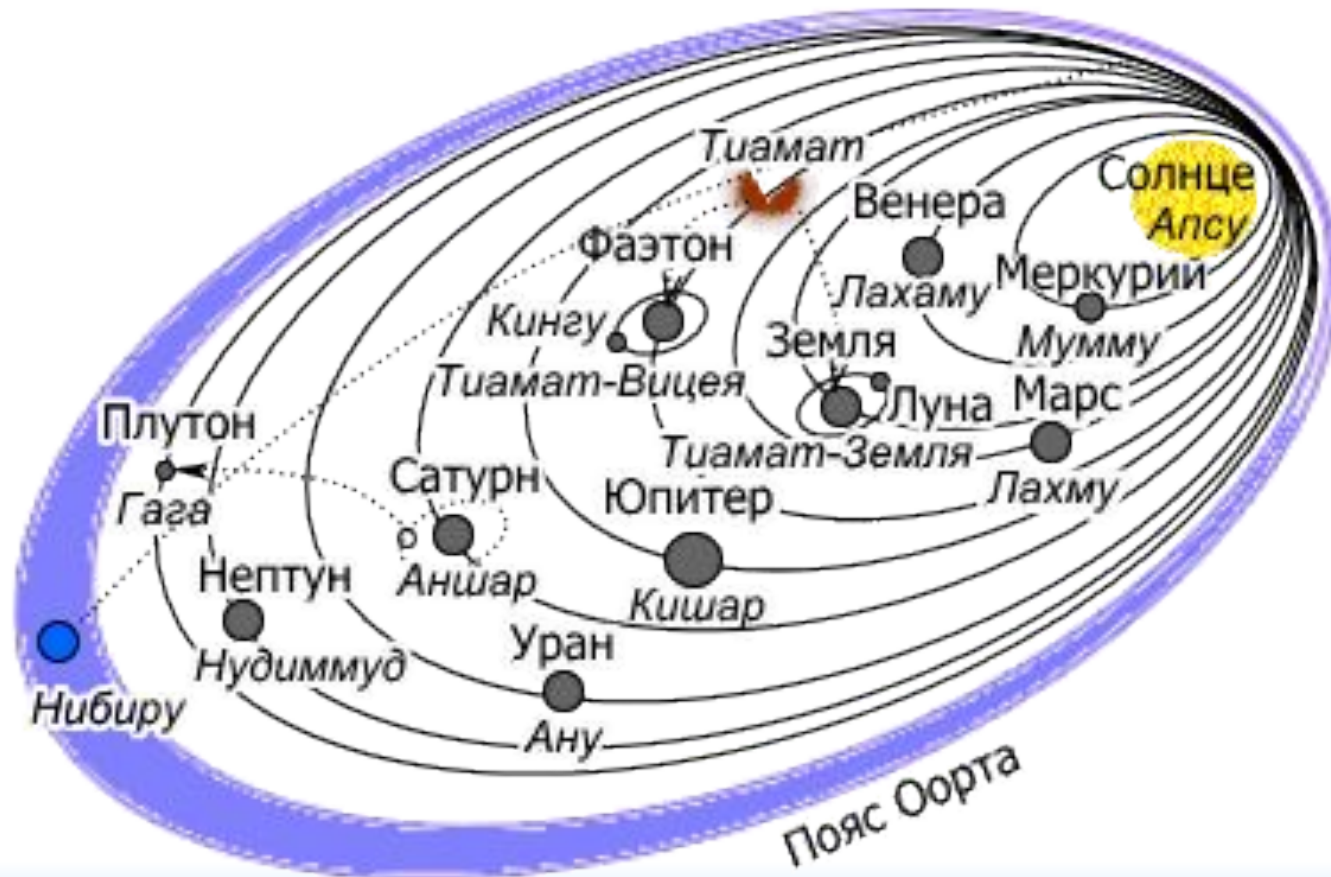 Тиамат
Солнце
Апсу
Венера
Лахаму
Фаэтон
Меркурий
Мумму
Кингу
Тиамат-Вицея
Земля
Луна
Марс
Тиамат-Земля
Лахму
Плутон
Гага
Сатурн
Аншар
Юпитер
Кишар
Нептун
Нудиммуд
Уран
Ану
Нибиру
Пояс Оорта